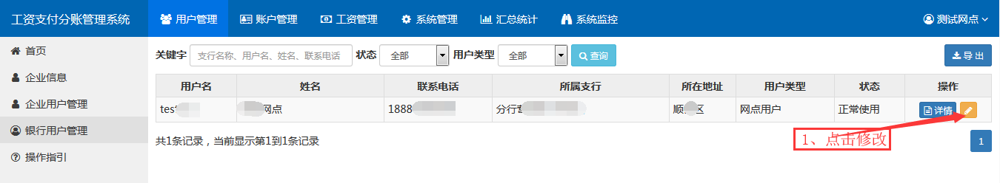 工资支付分账管理系统 用户管理 账户管理 工资管理 系统管理 汇总统计 系统监控 测试网点
首页
企业信息
企业用户管理
银行用户管理
操作指引
关键字 支行名称、用户名、姓名、联系电话 状态 全部 用户类型 全部 查询 导 出
用户名 姓名 联系电话 所属支行 所在地址 用户类型 状态 操作
test 网点 1888 分行 顺 区 网点用户 正常使用 详情
共1条记录，当前显示第1到1条记录 1
1、点击修改